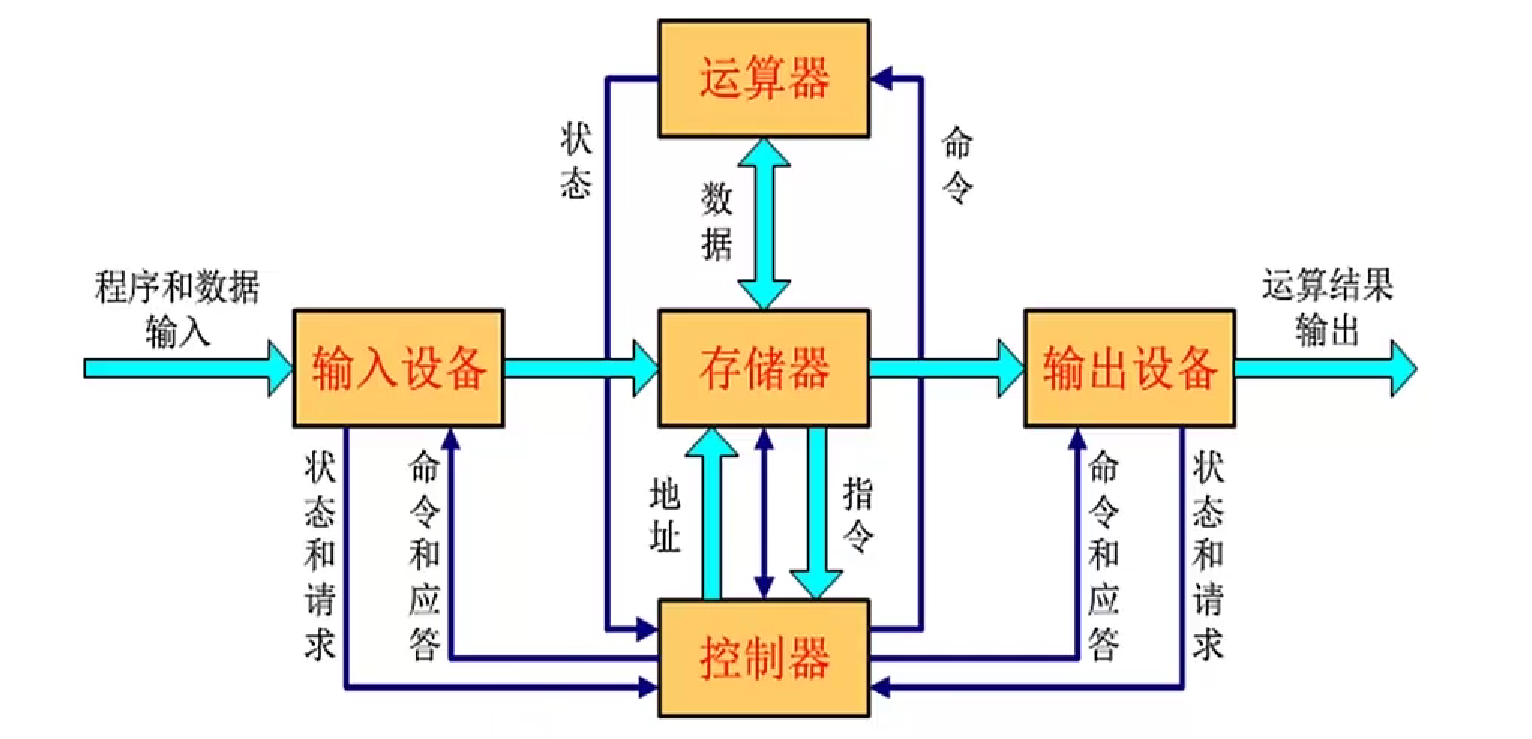 运算器
状态
命令
数据
程序和数据
输入
运算结果
输出
输入设备
存储器
输出设备
状态和请求
命令和应答
地址
指令
命令和应答
状态和请求
控制器